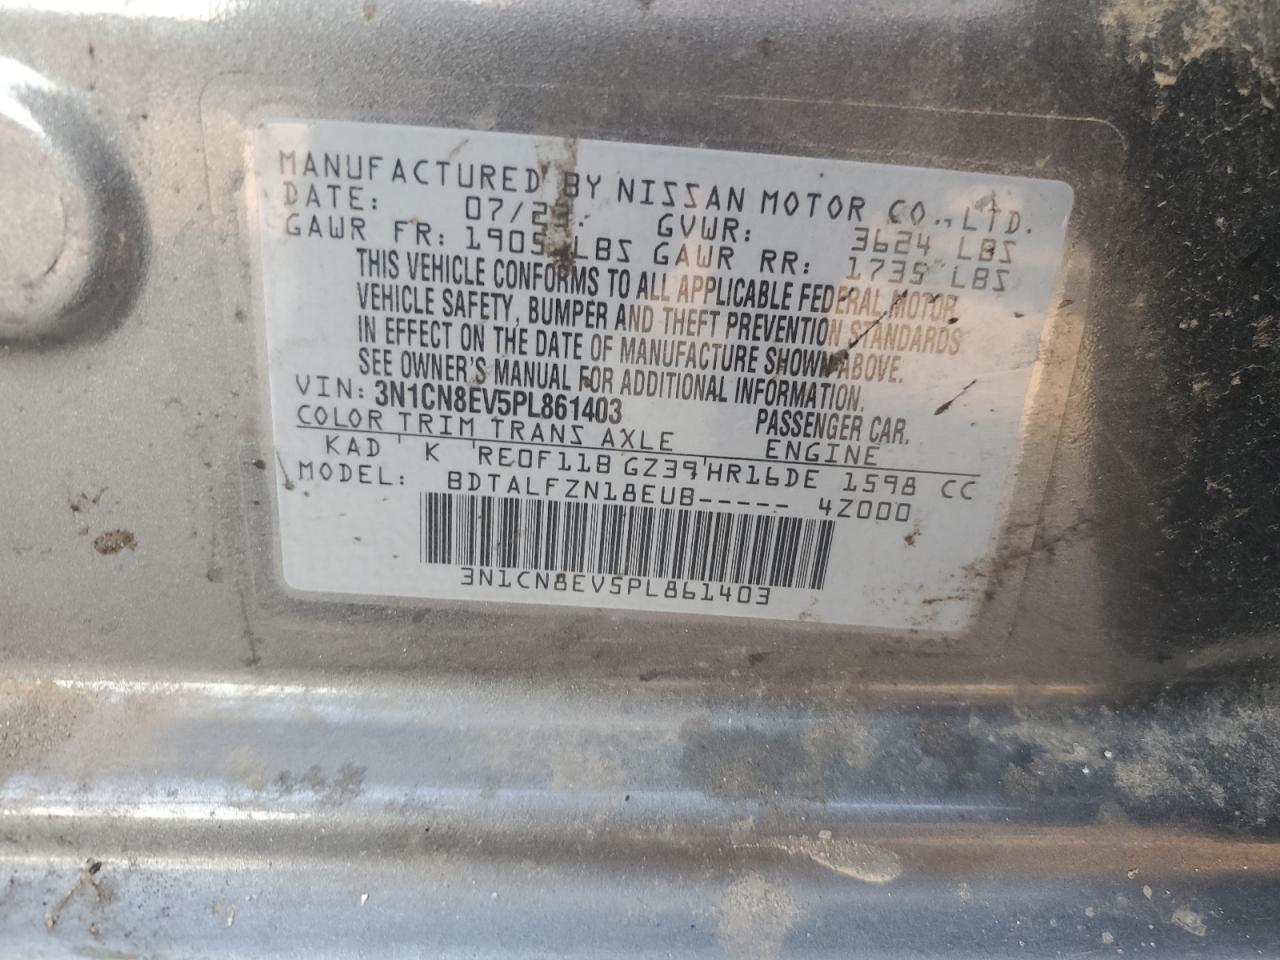 MANUFACTURED BY NISSAN MOTOR CO., LTD.
DATE: GVWR: 3624 LBS
GAWR FR: 1905 LBS GAWR RR: 1735 LBS
THIS VEHICLE CONFORMS TO ALL APPLICABLE FEDERAL MOTOR
VEHICLE SAFETY, BUMPER AND THEFT PREVENTION STANDARDS
IN EFFECT ON THE DATE OF MANUFACTURE SHOWN ABOVE.
SEE OWNER'S MANUAL FOR ADDITIONAL INFORMATION.
VIN: 3N1CN8EV5PL861403 PASSENGER CAR.
COLOR TRIM TRANS AXLE ENGINE
KAD K RE0F11B GZ39 HR16DE 1598 CC
MODEL: BDTALFZN18EUB----- 4Z000
3N1CN8EV5PL861403